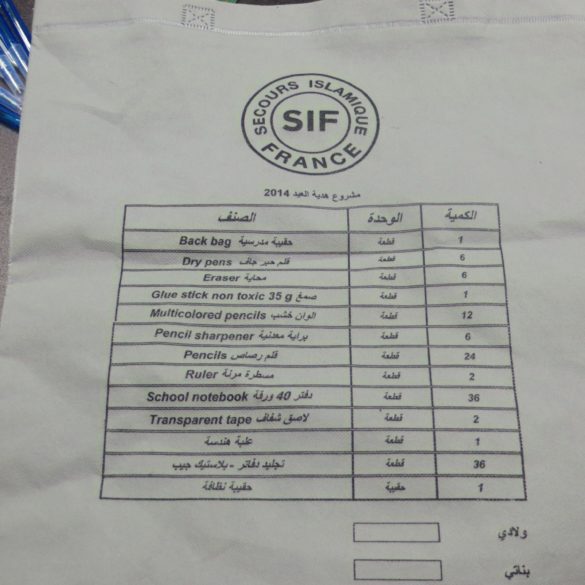 SECOURS ISLAMIQUE
SIF
FRANCE
مشروع هدية العيد 2014
الصنف الوحدة الكمية
Back bag حقيبة مدرسية قطعة 1
Dry pens قلم حبر جاف قطعة 6
Eraser محاية قطعة 6
Glue stick non toxic 35 g صمغ قطعة 1
Multicolored pencils الوان خشب قطعة 12
Pencil sharpener براية معدنية قطعة 6
Pencils قلم رصاص قطعة 24
Ruler مسطرة مرنة قطعة 2
School notebook دفتر 40 ورقة قطعة 36
Transparent tape لاصق شفاف قطعة 2
علبة هندسة قطعة 1
تجليد دفاتر - بلاستيك جيب قطعة 36
حقيبة نظافة حقيبة 1
ولادي
بناتي